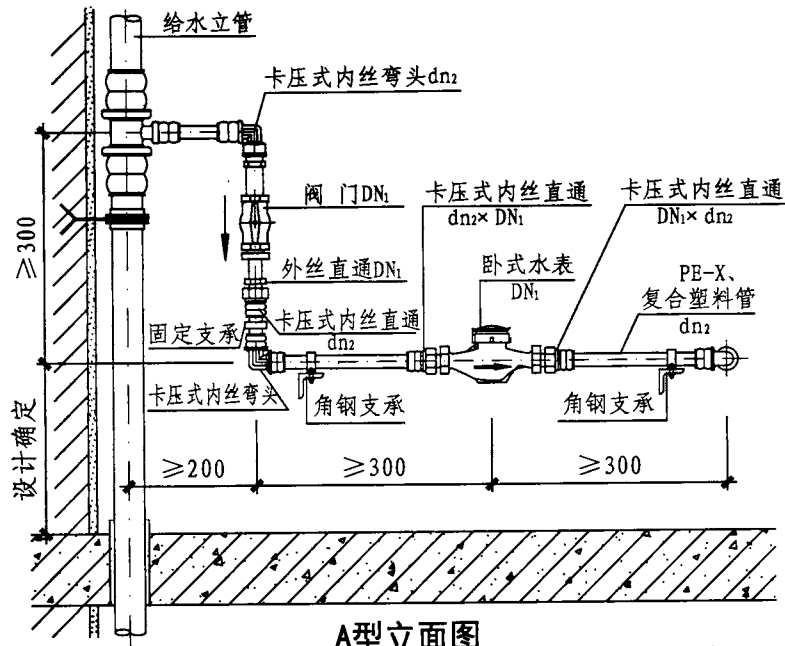 给水立管
卡压式内丝弯头dn₂
阀 门DN₁
卡压式内丝直通
dn₂×DN₁
卡压式内丝直通
DN₁×dn₂
≥300
外丝直通DN₁
卧式水表
DN₁
PE-X、
复合塑料管
dn₂
固定支承
卡压式内丝直通
dn₂
卡压式内丝弯头
角钢支承
角钢支承
设计确定
≥200
≥300
≥300
A型立面图